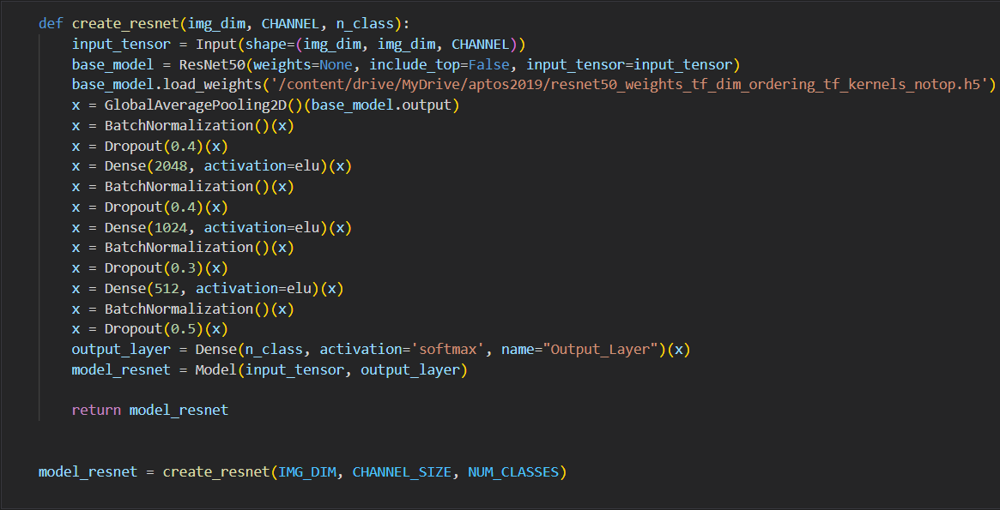 def create_resnet(img_dim, CHANNEL, n_class):
    input_tensor = Input(shape=(img_dim, img_dim, CHANNEL))
    base_model = ResNet50(weights=None, include_top=False, input_tensor=input_tensor)
    base_model.load_weights('/content/drive/MyDrive/aptos2019/resnet50_weights_tf_dim_ordering_tf_kernels_notop.h5')
    x = GlobalAveragePooling2D()(base_model.output)
    x = BatchNormalization()(x)
    x = Dropout(0.4)(x)
    x = Dense(2048, activation=elu)(x)
    x = BatchNormalization()(x)
    x = Dropout(0.4)(x)
    x = Dense(1024, activation=elu)(x)
    x = BatchNormalization()(x)
    x = Dropout(0.3)(x)
    x = Dense(512, activation=elu)(x)
    x = BatchNormalization()(x)
    x = Dropout(0.5)(x)
    output_layer = Dense(n_class, activation='softmax', name="Output_Layer")(x)
    model_resnet = Model(input_tensor, output_layer)

    return model_resnet


model_resnet = create_resnet(IMG_DIM, CHANNEL_SIZE, NUM_CLASSES)